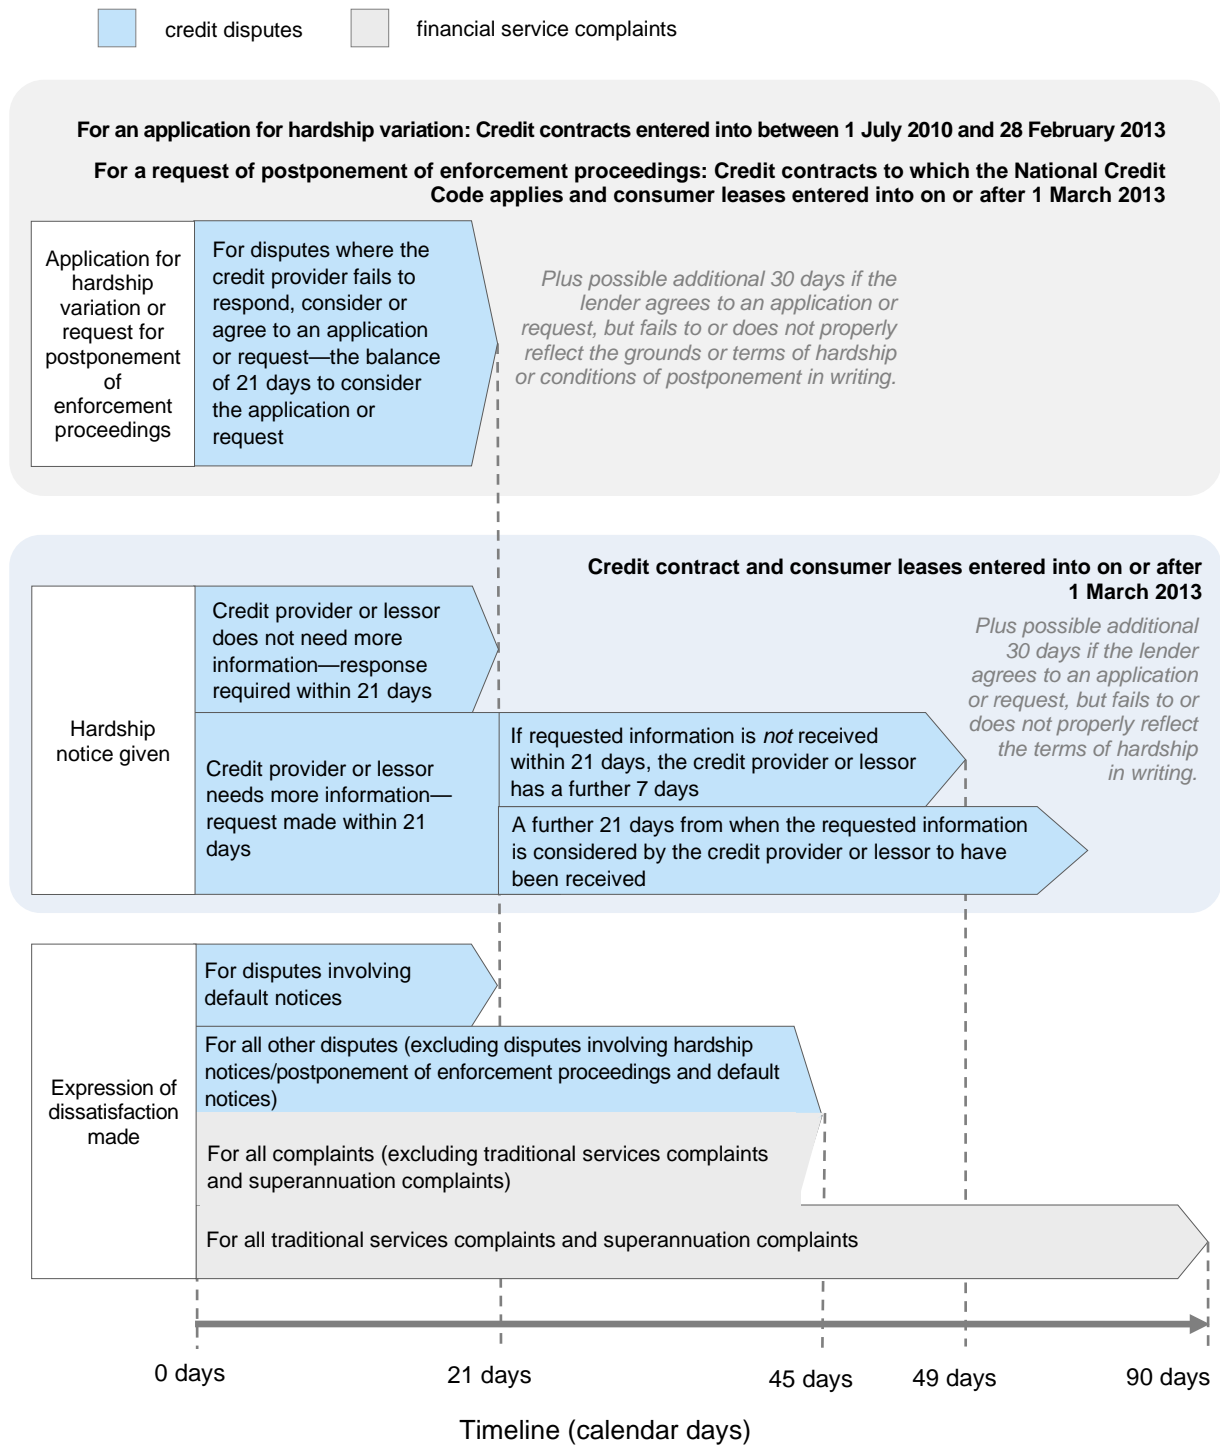 credit disputes
financial service complaints
For an application for hardship variation: Credit contracts entered into between 1 July 2010 and 28 February 2013
For a request of postponement of enforcement proceedings: Credit contracts to which the National Credit
Code applies and consumer leases entered into on or after 1 March 2013
Application for
hardship
variation or
request for
postponement
of
enforcement
proceedings
For disputes where the
credit provider fails to
respond, consider or
agree to an application
or request—the balance
of 21 days to consider
the application or
request
Plus possible additional 30 days if the
lender agrees to an application or
request, but fails to or does not properly
reflect the grounds or terms of hardship
or conditions of postponement in writing.
Credit contract and consumer leases entered into on or after
1 March 2013
Hardship
notice given
Credit provider or lessor
does not need more
information—response
required within 21 days
Plus possible additional
30 days if the lender
agrees to an application
or request, but fails to or
does not properly reflect
the terms of hardship
in writing.
Credit provider or lessor
needs more information—
request made within 21
days
If requested information is not received
within 21 days, the credit provider or lessor
has a further 7 days
A further 21 days from when the requested information
is considered by the credit provider or lessor to have
been received
Expression of
dissatisfaction
made
For disputes involving
default notices
For all other disputes (excluding disputes involving hardship
notices/postponement of enforcement proceedings and default
notices)
For all complaints (excluding traditional services complaints
and superannuation complaints)
For all traditional services complaints and superannuation complaints
0 days
21 days
45 days
49 days
90 days
Timeline (calendar days)